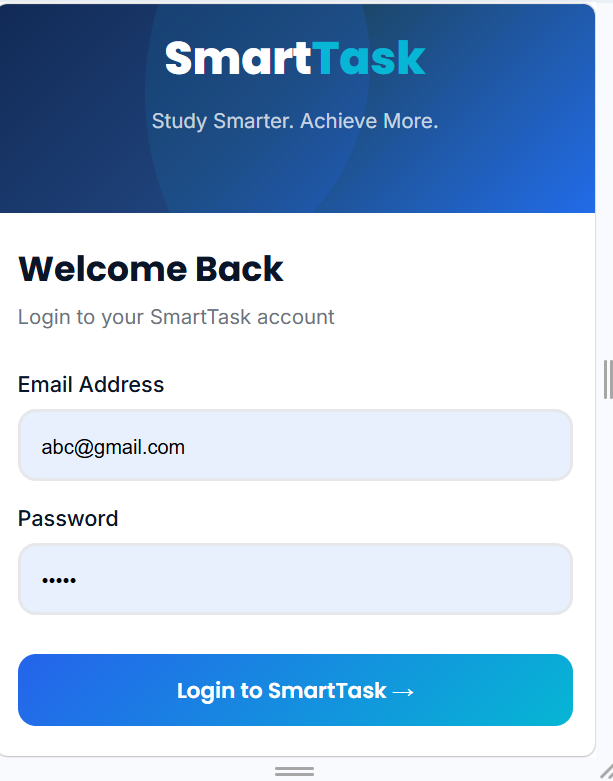 SmartTask
Study Smarter. Achieve More.
Welcome Back
Login to your SmartTask account
Email Address
abc@gmail.com
Password
•••••
Login to SmartTask →